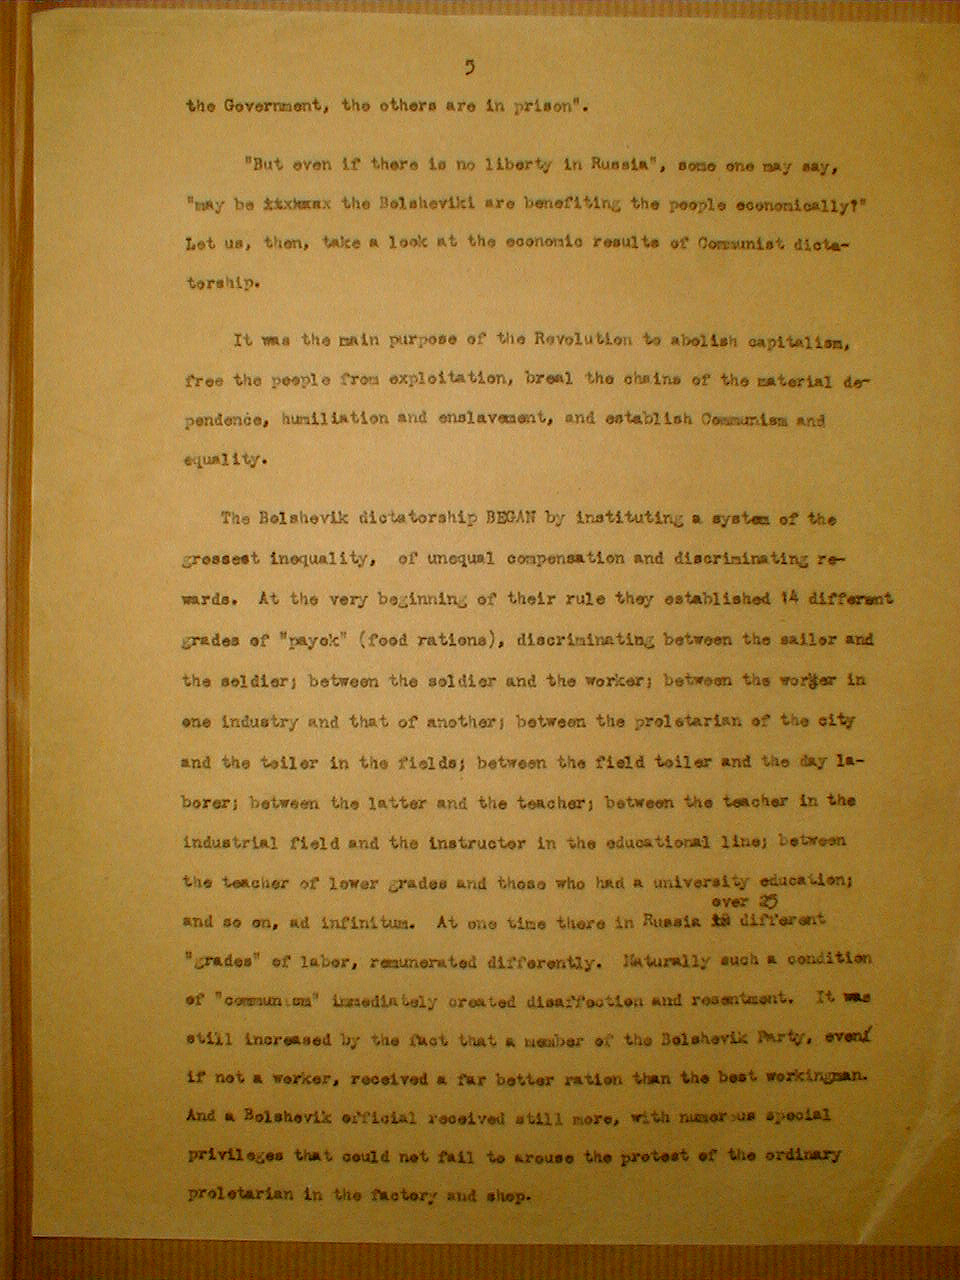 5
the Government, the others are in prison".
"But even if there is no liberty in Russia", some one may say,
"may be the Bolsheviki are benefiting the people economically?"
Let us, then, take a look at the economic results of Communist dicta-
torship.
It was the main purpose of the Revolution to abolish capitalism,
free the people from exploitation, breal the chains of the material de-
pendence, humiliation and enslavement, and establish Communism and
equality.
The Bolshevik dictatorship BEGAN by instituting a system of the
grossest inequality, of unequal compensation and discriminating re-
wards. At the very beginning of their rule they established 14 different
grades of "payok" (food rations), discriminating between the sailor and
the soldier; between the soldier and the worker; between the worker in
one industry and that of another; between the proletarian of the city
and the toiler in the fields; between the field toiler and the day la-
borer; between the latter and the teacher; between the teacher in the
industrial field and the instructor in the educational line; between
the teacher of lower grades and those who had a university education;
over 25
and so on, ad infinitum. At one time there in Russia different
"grades" of labor, remunerated differently. Naturally such a condition
of "communism" immediately created disaffection and resentment. It was
still increased by the fact that a member of the Bolshevik Party, even
if not a worker, received a far better ration than the best workingman.
And a Bolshevik official received still more, with numerous special
privileges that could not fail to arouse the protest of the ordinary
proletarian in the factory and shop.